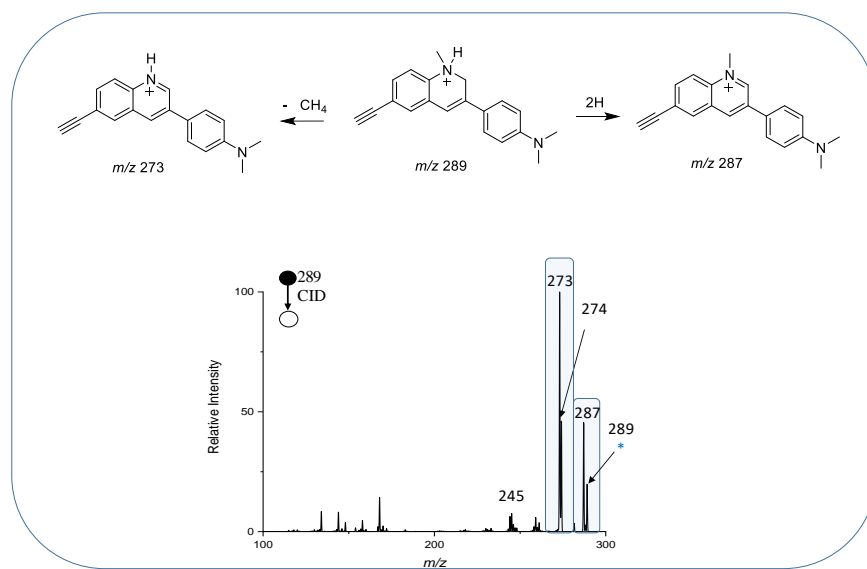 H
N
+
N
m/z 273
- CH4
H
N
+
N
m/z 289
2H
N
+
N
m/z 287
289
CID
Relative Intensity
100
50
0
273
274
287
289
*
245
100
200
300
m/z